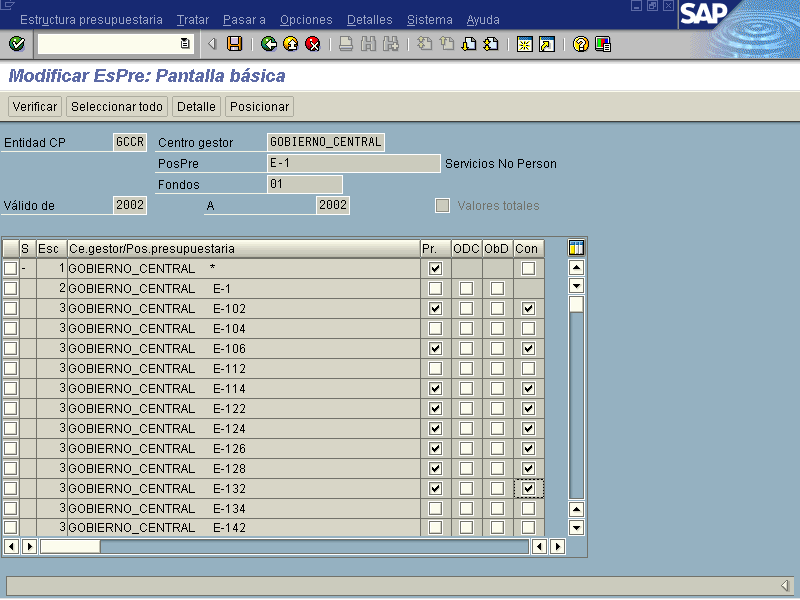 Estructura presupuestaria Tratar Pasar a Opciones Detalles Sistema Ayuda
SAP
Modificar EsPre: Pantalla básica
Verificar Seleccionar todo Detalle Posicionar
Entidad CP GCCR Centro gestor GOBIERNO_CENTRAL
PosPre E-1 Servicios No Person
Fondos 01
Válido de 2002 A 2002 Valores totales
S Esc Ce.gestor/Pos.presupuestaria Pr. ODC ObD Con
- 1 GOBIERNO_CENTRAL *
2 GOBIERNO_CENTRAL E-1
3 GOBIERNO_CENTRAL E-102
3 GOBIERNO_CENTRAL E-104
3 GOBIERNO_CENTRAL E-106
3 GOBIERNO_CENTRAL E-112
3 GOBIERNO_CENTRAL E-114
3 GOBIERNO_CENTRAL E-122
3 GOBIERNO_CENTRAL E-124
3 GOBIERNO_CENTRAL E-126
3 GOBIERNO_CENTRAL E-128
3 GOBIERNO_CENTRAL E-132
3 GOBIERNO_CENTRAL E-134
3 GOBIERNO_CENTRAL E-142